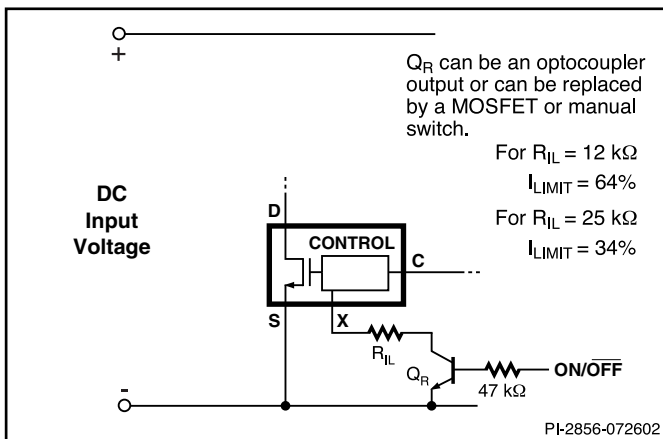 +
Q_R can be an optocoupler
output or can be replaced
by a MOSFET or manual
switch.
For R_IL = 12 kΩ
I_LIMIT = 64%
For R_IL = 25 kΩ
I_LIMIT = 34%
DC
Input
Voltage
D
CONTROL
C
S
X
R_IL
Q_R
47 kΩ
ON/O̅F̅F̅
-
PI-2856-072602